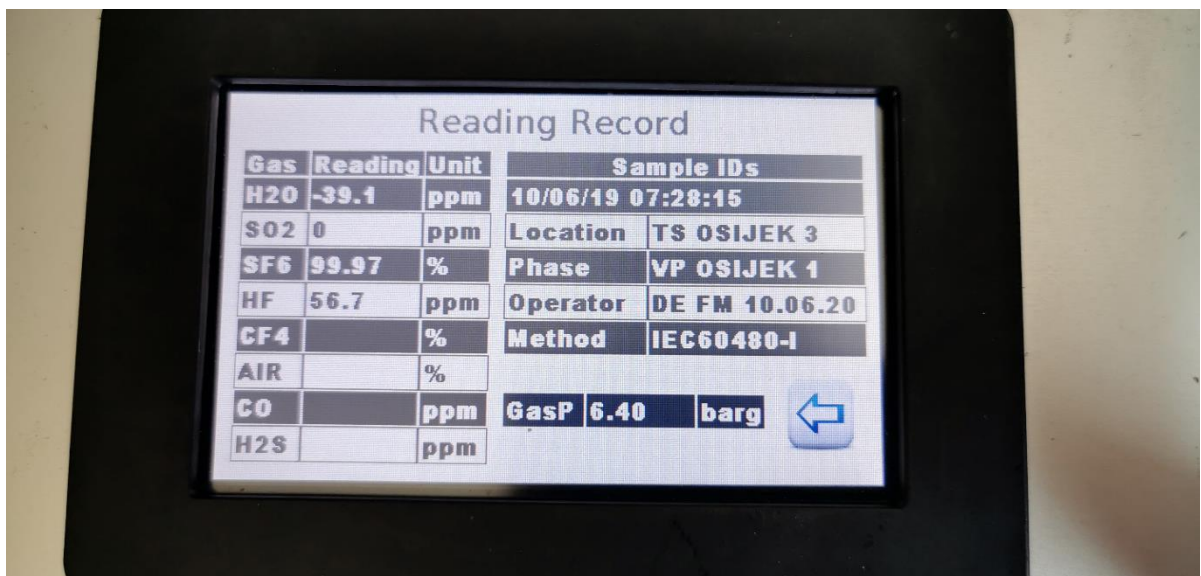 Reading Record
Gas Reading Unit
H2O -39.1 ppm
SO2 0 ppm
SF6 99.97 %
HF 56.7 ppm
CF4 %
AIR %
CO ppm
H2S ppm
Sample IDs
10/06/19 07:28:15
Location TS OSIJEK 3
Phase VP OSIJEK 1
Operator DE FM 10.06.20
Method IEC60480-I
GasP 6.40 barg